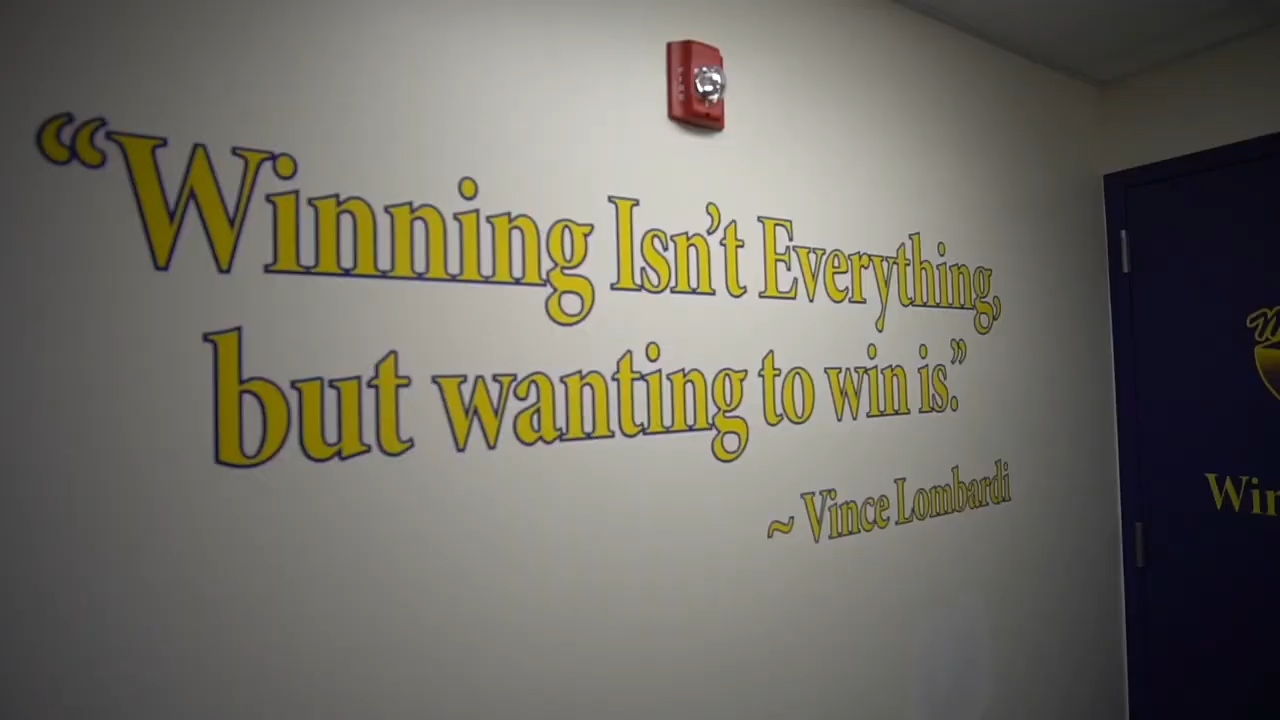 “Winning Isn’t Everything,
but wanting to win is.”
~ Vince Lombardi